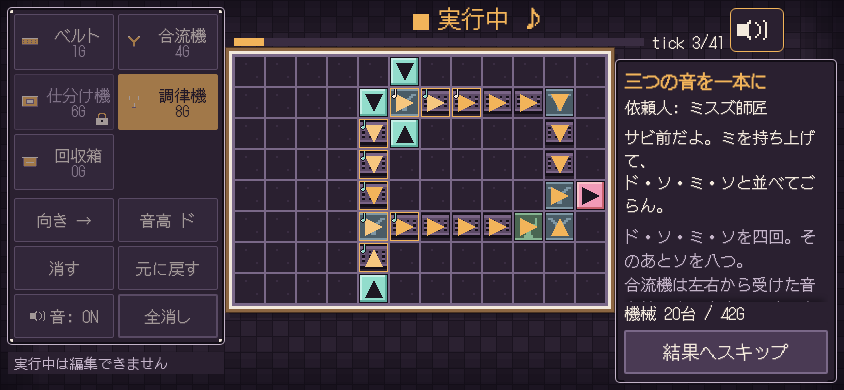 ベルト
1G
合流機
4G
仕分け機
6G
調律機
8G
回収箱
0G
向き →
音高 ド
消す
元に戻す
音: ON
全消し
実行中は編集できません
実行中 ♪
tick 3/41
三つの音を一本に
依頼人: ミスズ師匠
サビ前だよ。ミを持ち上げ
て、
ド・ソ・ミ・ソと並べてご
らん。
ド・ソ・ミ・ソを四回。そ
のあとソを八つ。
合流機は左右から受けた音
機械 20台 / 42G
結果へスキップ